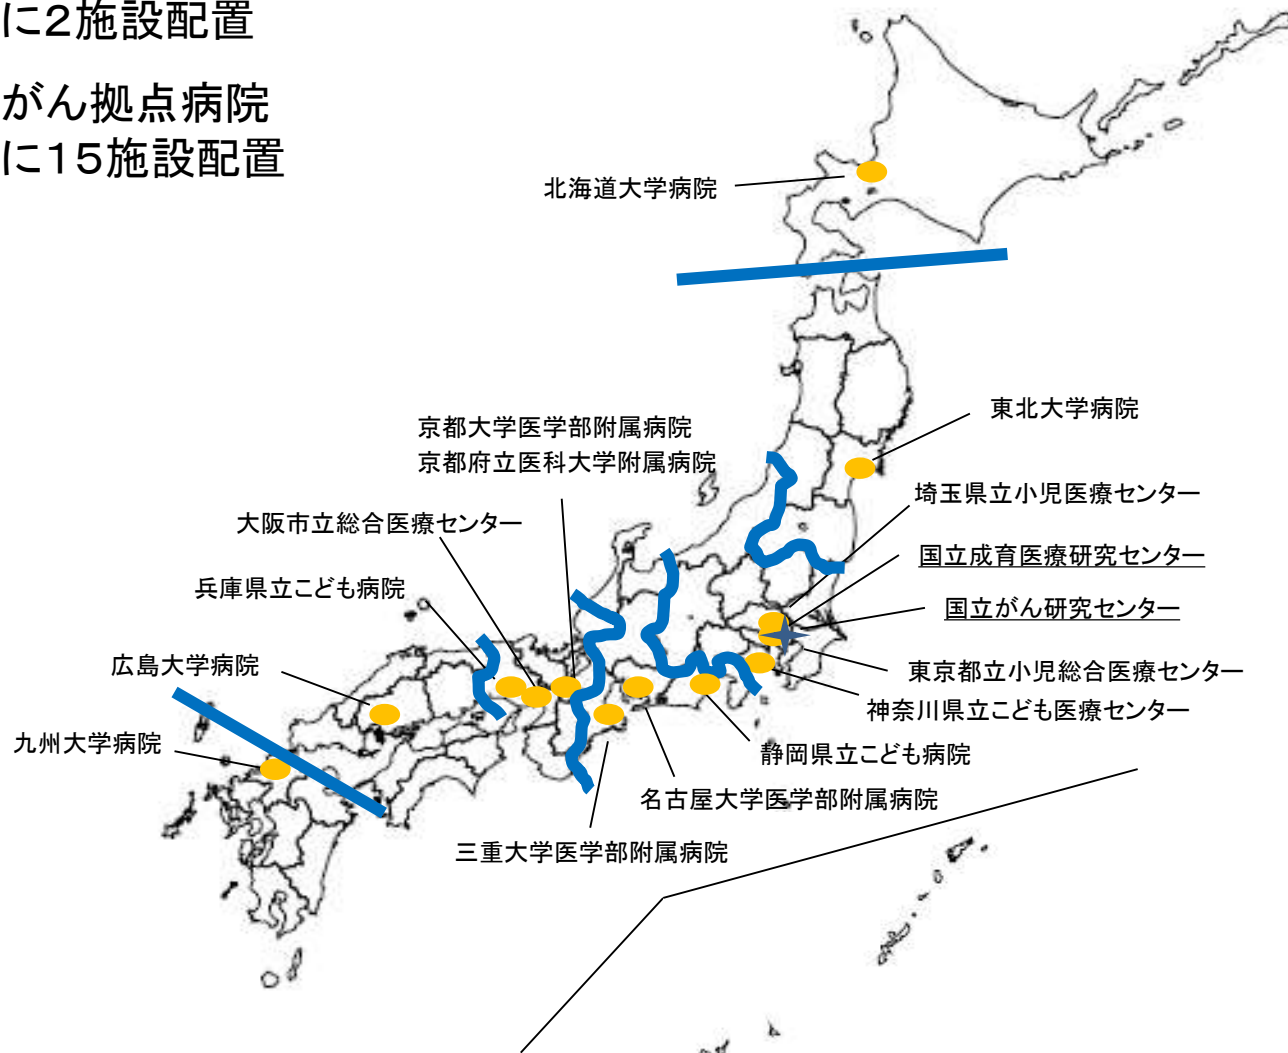 に2施設配置
がん拠点病院
に15施設配置
北海道大学病院
東北大学病院
京都大学医学部附属病院
京都府立医科大学附属病院
埼玉県立小児医療センター
大阪市立総合医療センター
国立成育医療研究センター
兵庫県立こども病院
国立がん研究センター
広島大学病院
東京都立小児総合医療センター
神奈川県立こども医療センター
九州大学病院
静岡県立こども病院
名古屋大学医学部附属病院
三重大学医学部附属病院